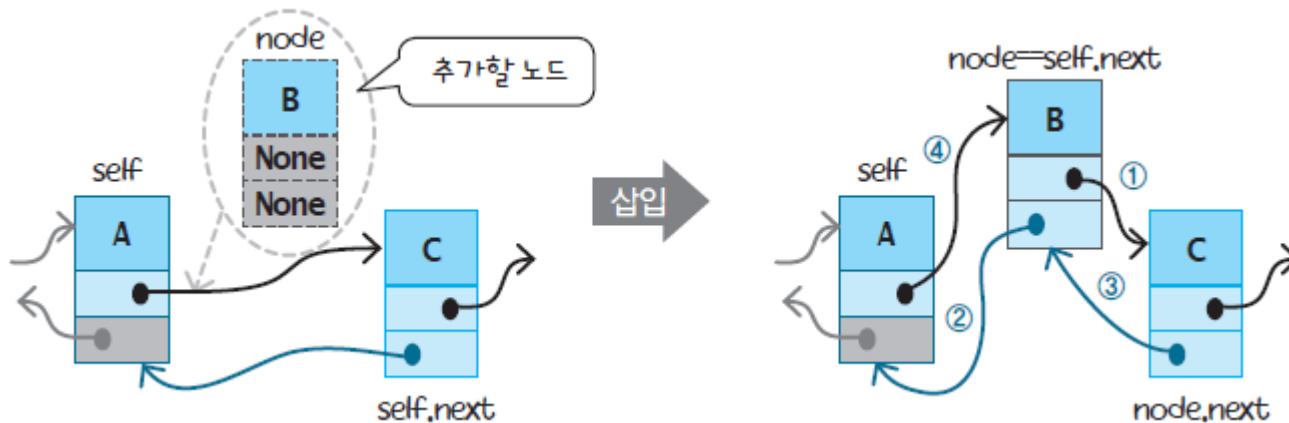 node
추가할 노드
B
None
None
self
A
C
self.next
삽입
node==self.next
B
④
①
self
A
C
③
②
node.next